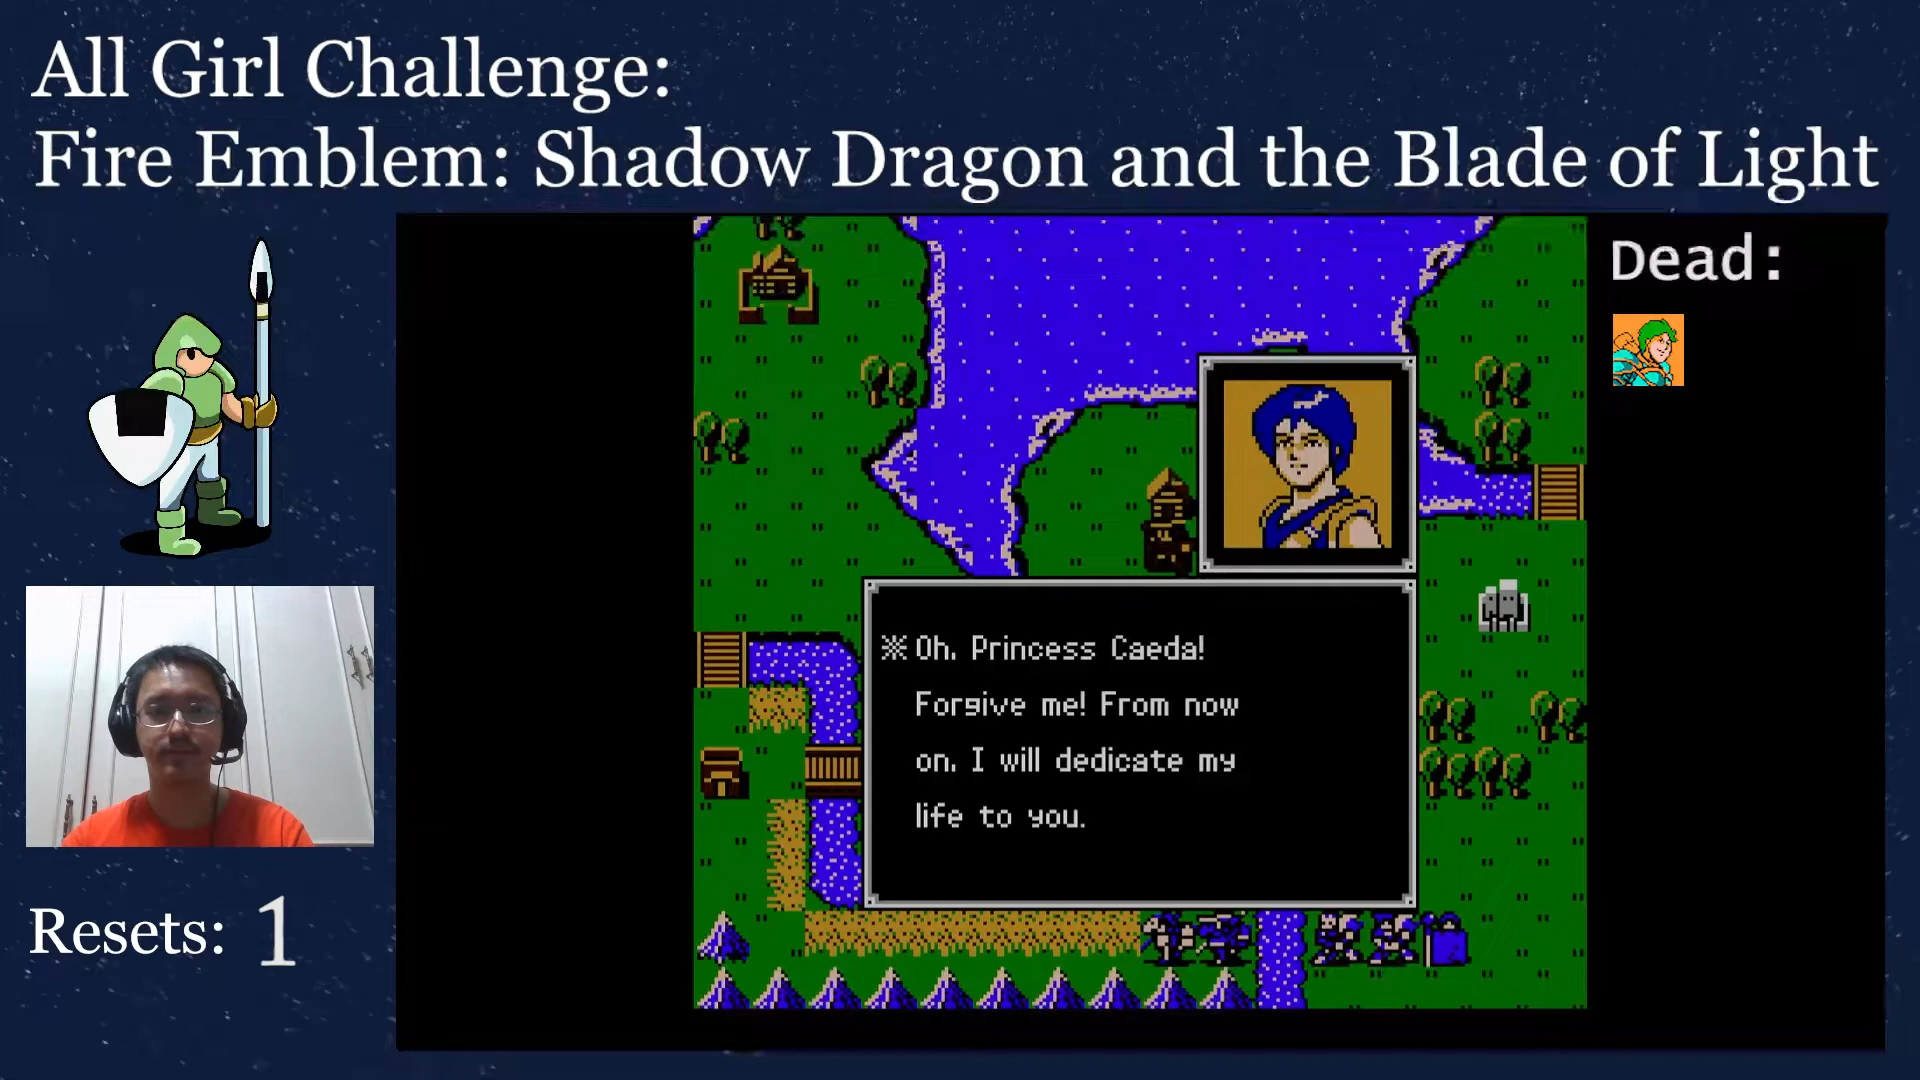 All Girl Challenge:
Fire Emblem: Shadow Dragon and the Blade of Light
Dead:
※Oh. Princess Caeda!
Forgive me! From now
on. I will dedicate my
life to you.
Resets: 1